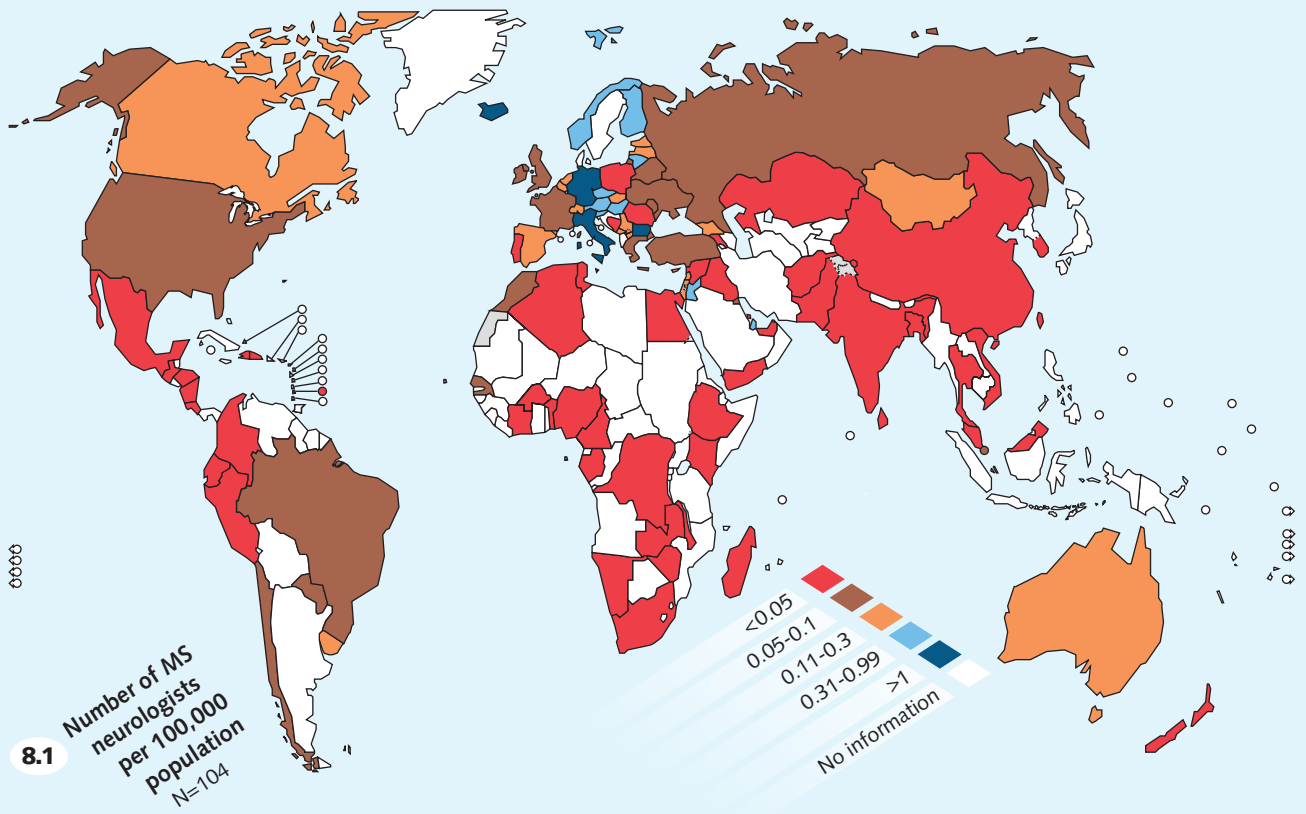 8.1
Number of MS
neurologists
per 100,000
population
N=104
<0.05
0.05-0.1
0.11-0.3
0.31-0.99
>1
No information